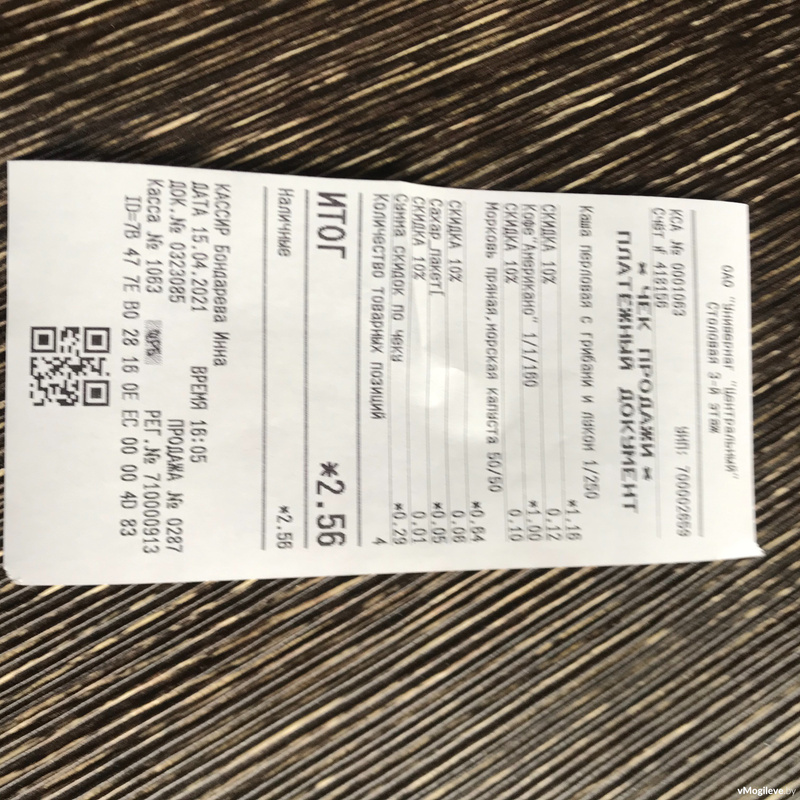 ОАО "Универмаг "Центральный"
Столовая 3-й этаж
УНП: 700002659
КСА № 0001063
Счёт № 418156
* ЧЕК ПРОДАЖИ *
ПЛАТЕЖНЫЙ ДОКУМЕНТ
Каша перловая с грибами и луком 1/250
*1,16
СКИДКА 10% 0,12
Кофе"Американо" 1/1/180 *1,00
СКИДКА 10% 0,10
Морковь пряная,морская капуста 50/50
*0,64
СКИДКА 10% 0,06
Сахар_пакет[ *0,05
СКИДКА 10% 0,01
Сумма скидок по чеку *0,29
Количество товарных позиций 4
ИТОГ *2.56
Наличные *2.56
КАССИР Бондарева Инна
ДАТА 15.04.2021 ВРЕМЯ 16:05
ДОК.№ 0323085 ПРОДАЖА № 0287
Касса № 1063 РЕГ.№ 710000913
ID=7B 47 7E B0 28 16 0E EC 00 00 4D 83
vMogileve.by